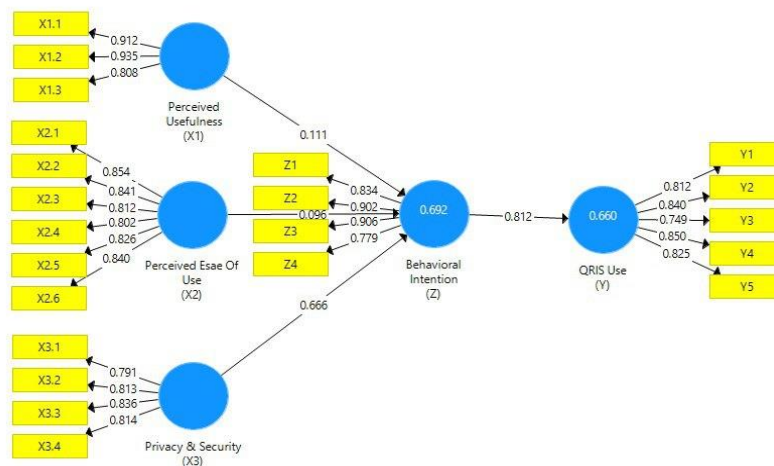 X1.1
X1.2
X1.3
0.912
0.935
0.808
Perceived
Usefulness
(X1)
0.111
X2.1
X2.2
X2.3
X2.4
X2.5
X2.6
0.854
0.841
0.812
0.802
0.826
0.840
Perceived Esae Of
Use
(X2)
0.096
X3.1
X3.2
X3.3
X3.4
0.791
0.813
0.836
0.814
Privacy & Security
(X3)
0.666
Z1
Z2
Z3
Z4
0.834
0.902
0.906
0.779
0.692
Behavioral
Intention
(Z)
0.812
0.660
QRIS Use
(Y)
0.812
0.840
0.749
0.850
0.825
Y1
Y2
Y3
Y4
Y5